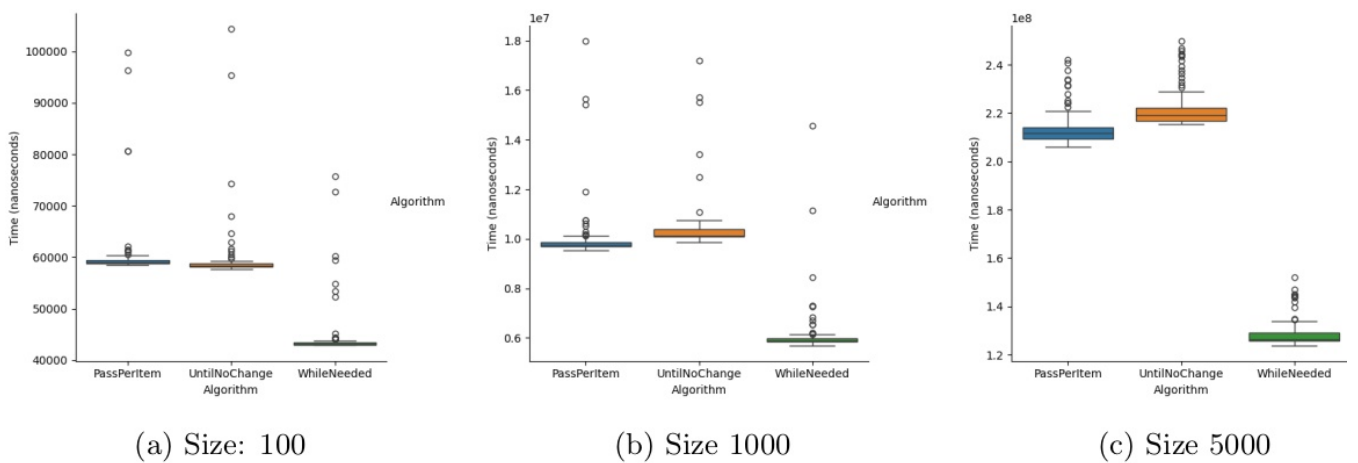 1e7
1e8
100000
90000
80000
70000
60000
50000
40000
Time (nanoseconds)
PassPerItem UntilNoChange WhileNeeded
Algorithm
Algorithm
1.8
1.6
1.4
1.2
1.0
0.8
0.6
Time (nanoseconds)
PassPerItem UntilNoChange WhileNeeded
Algorithm
Algorithm
2.4
2.2
2.0
1.8
1.6
1.4
1.2
Time (nanoseconds)
PassPerItem UntilNoChange WhileNeeded
Algorithm
(a) Size: 100
(b) Size 1000
(c) Size 5000